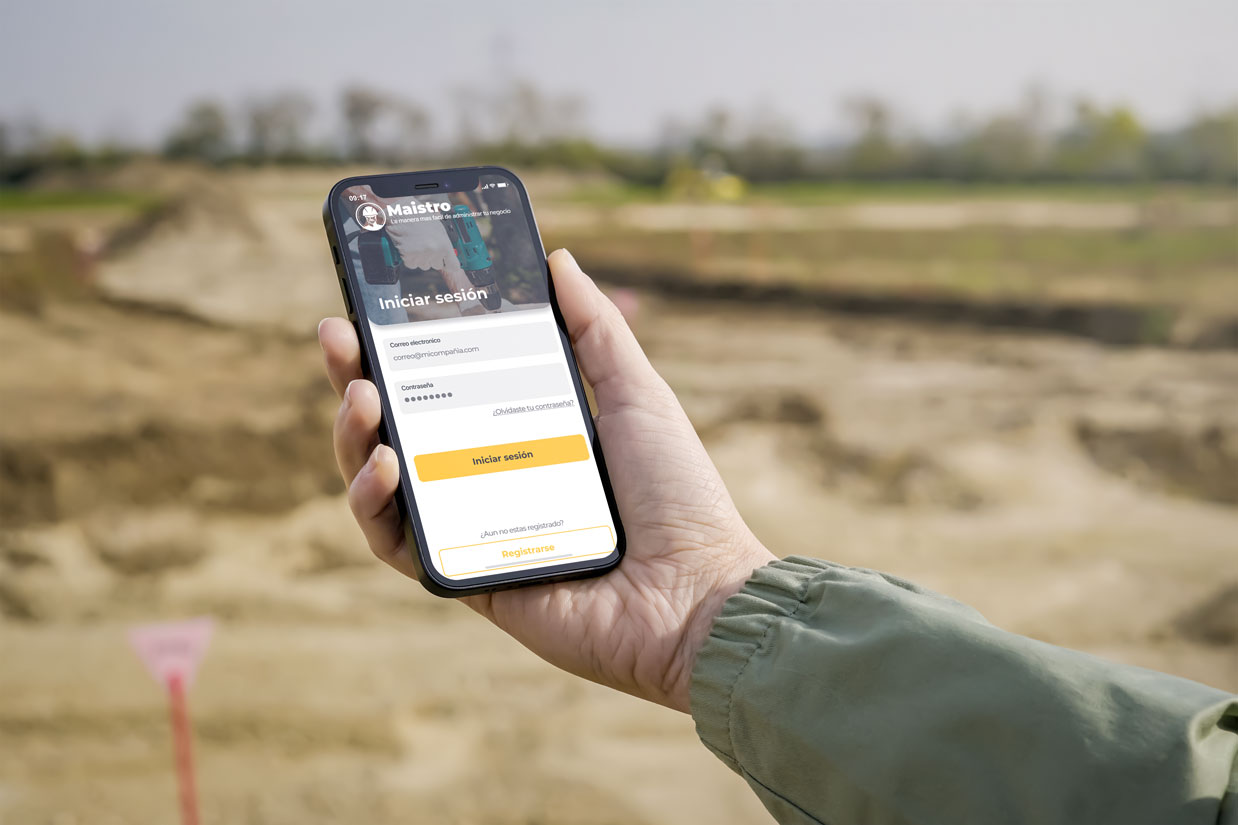 09:17
Maistro
La manera mas facil de administrar tu negocio
Iniciar sesión
Correo electronico
correo@micompañia.com
Contraseña
¿Olvidaste tu contraseña?
Iniciar sesión
¿Aun no estas registrado?
Registrarse